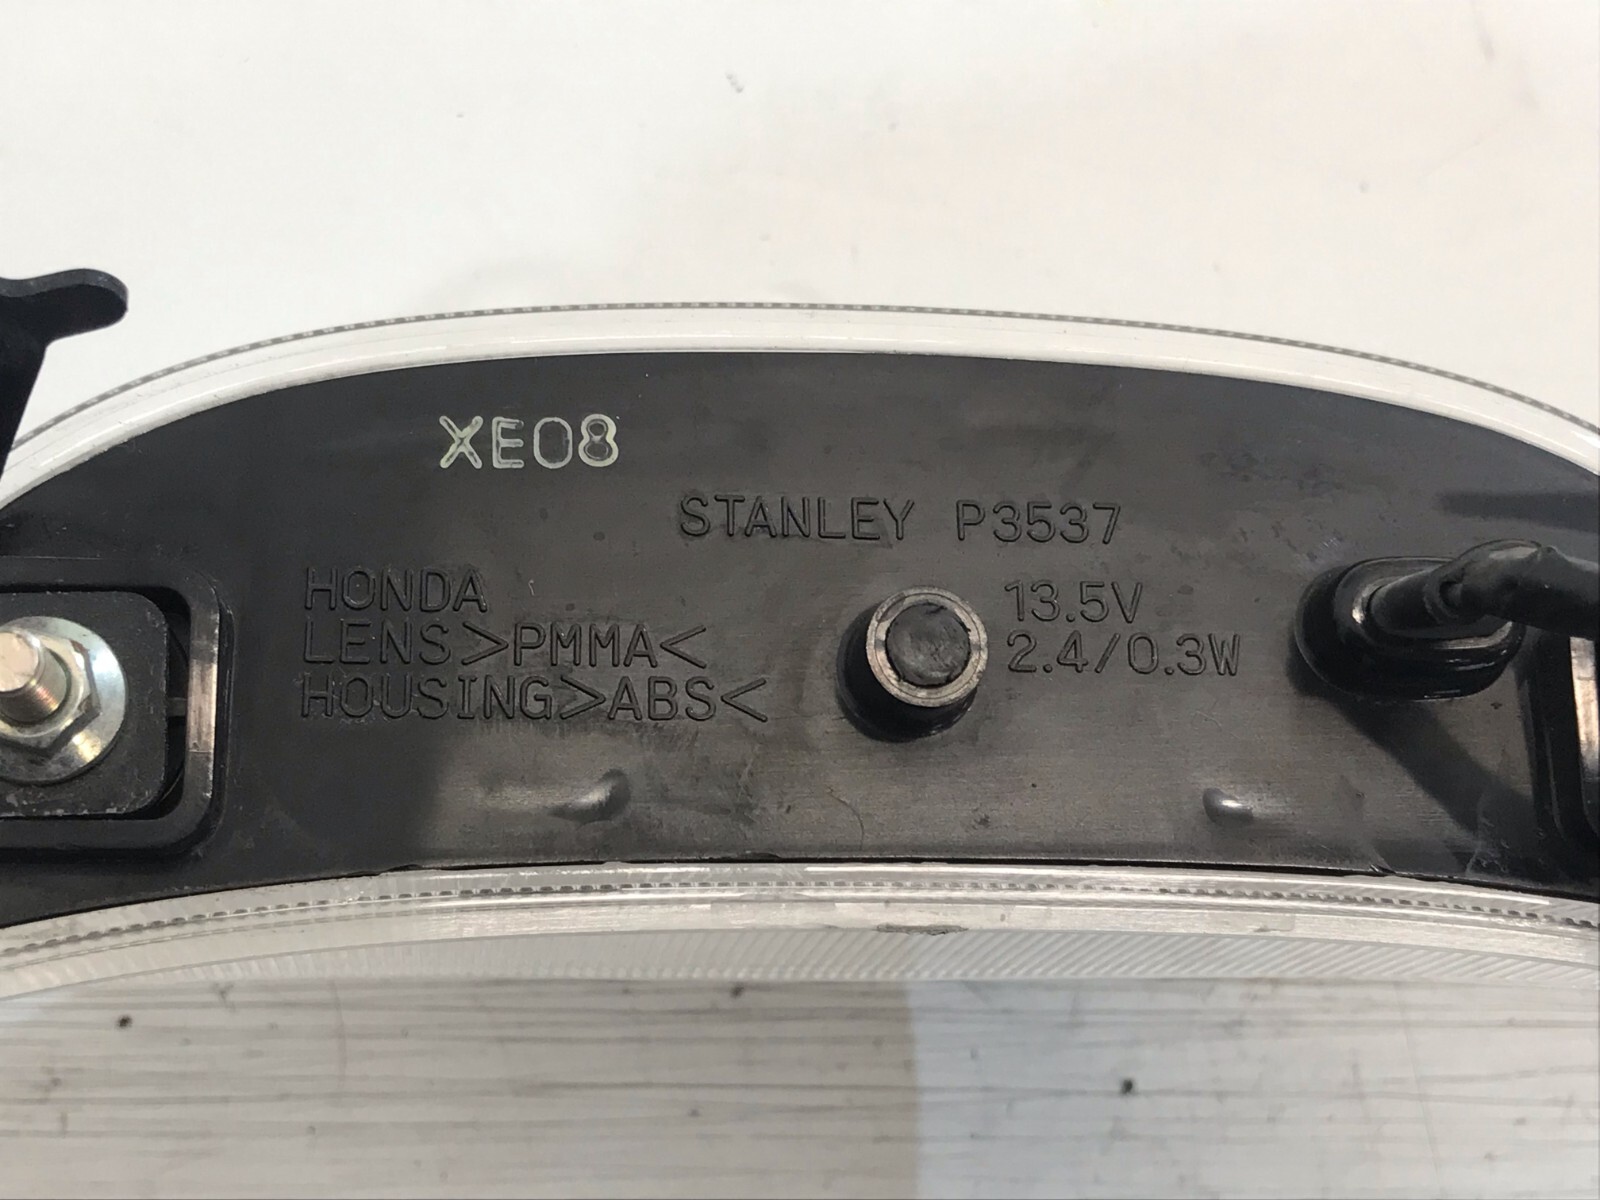 XE08
STANLEY P3537
HONDA
LENS>PMMA<
HOUSING>ABS<
13.5V
2.4/0.3W